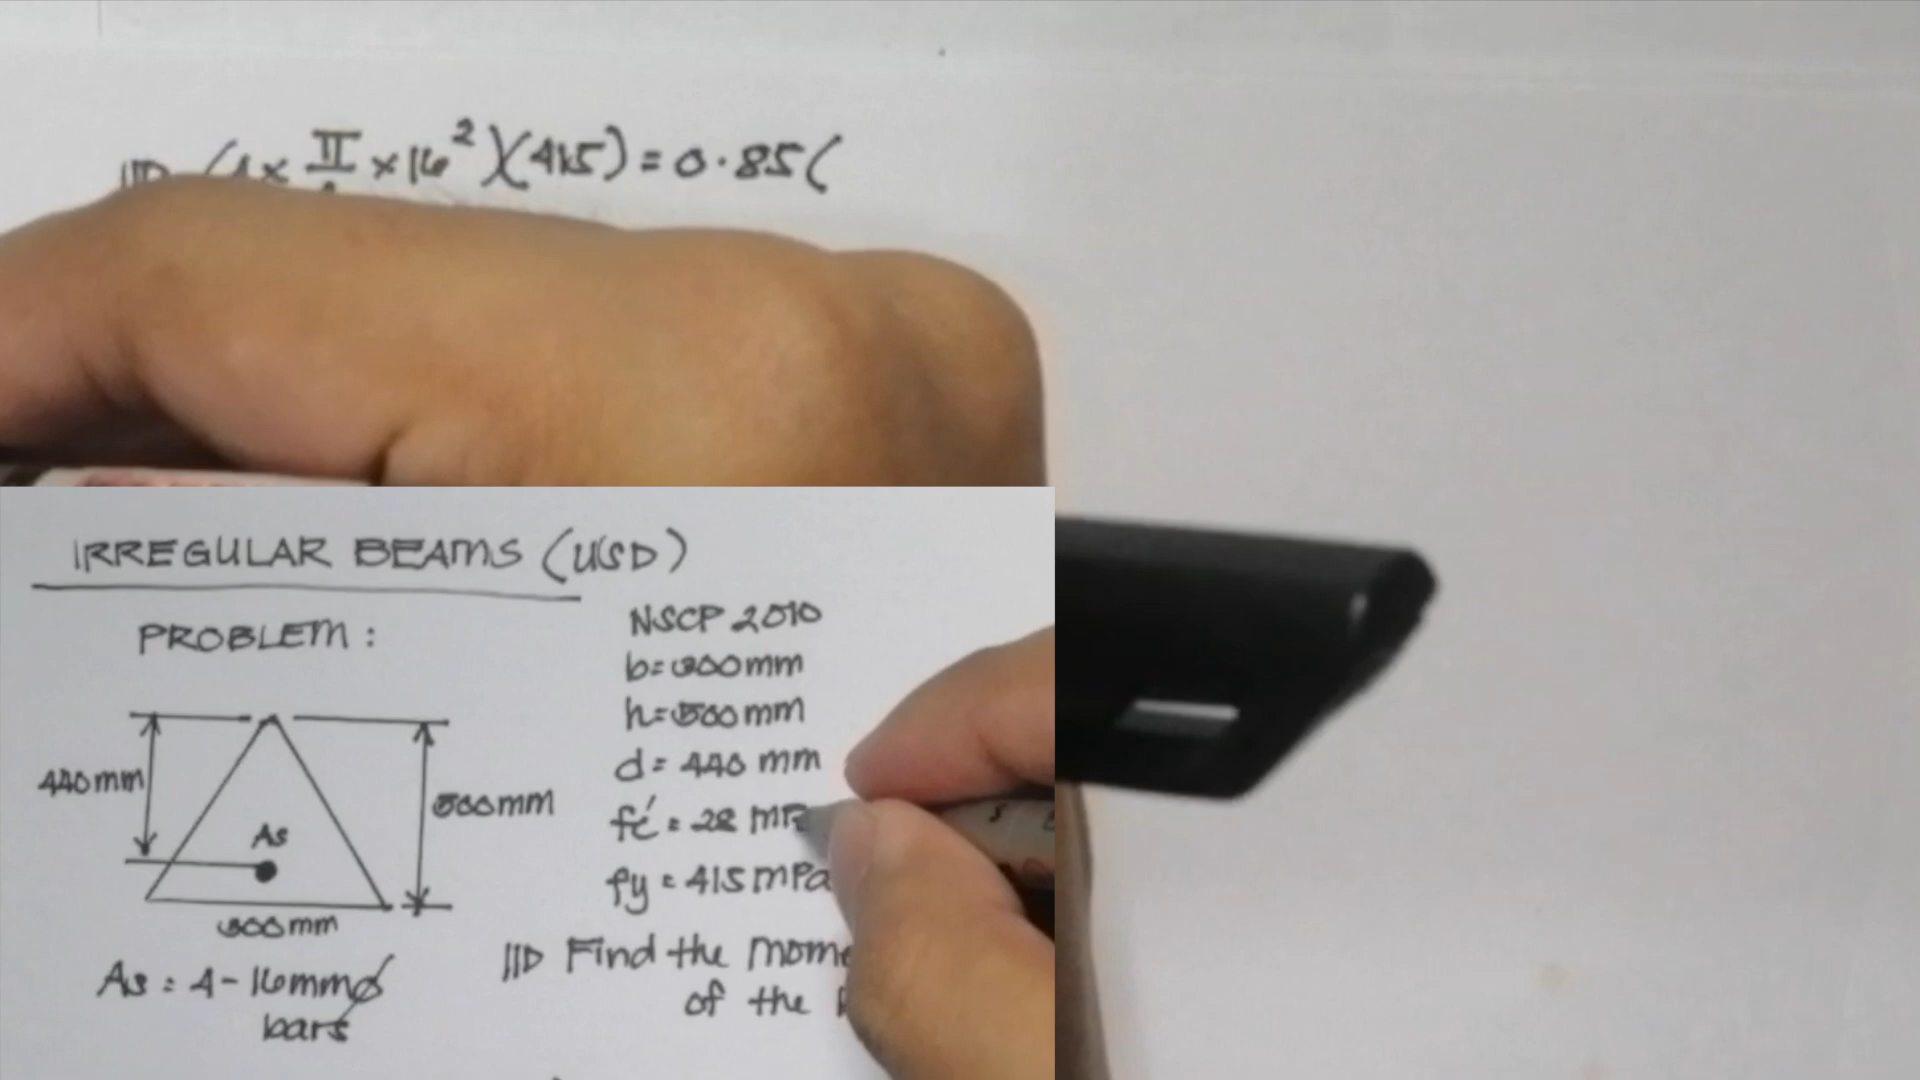 (4 x π x 16²)(415) = 0.85(
IRREGULAR BEAMS (USD)
PROBLEM:
NSCP 2010
b=300mm
h=500mm
d= 440 mm
fc' = 28 MPa
fy = 415 MPa
440mm
500mm
As
300mm
As = 4- 16mmø
bars
Find the
of the